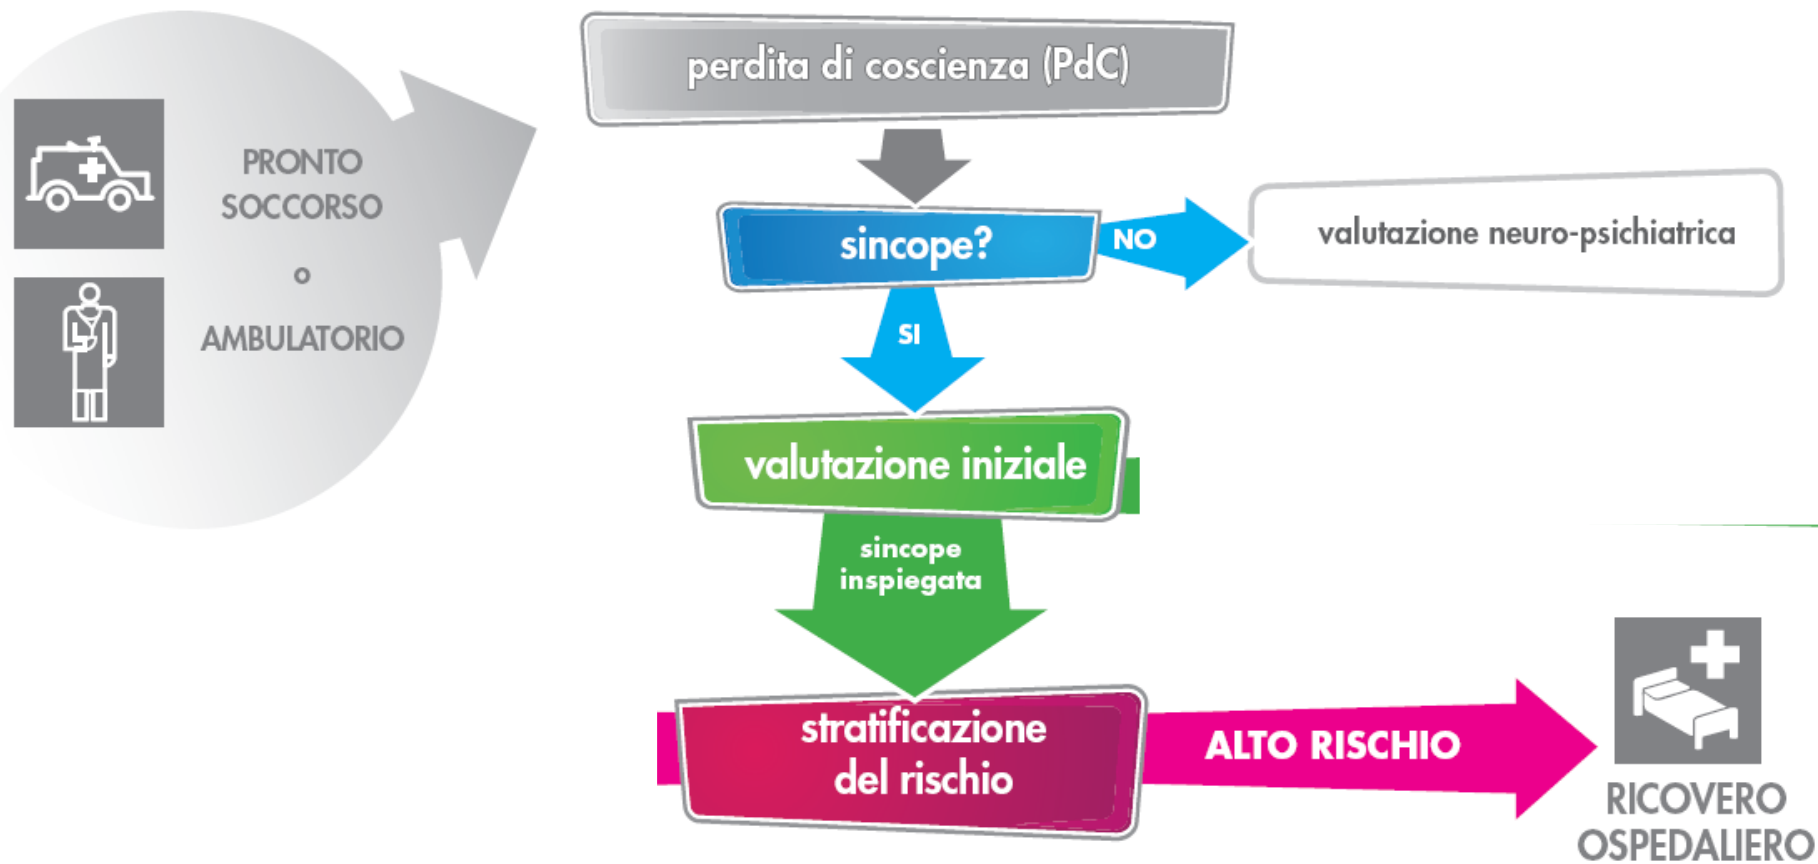 PRONTO
SOCCORSO
o
AMBULATORIO
perdita di coscienza (PdC)
sincope?
NO
valutazione neuro-psichiatrica
SI
valutazione iniziale
sincope
inspiegata
stratificazione
del rischio
ALTO RISCHIO
RICOVERO
OSPEDALIERO